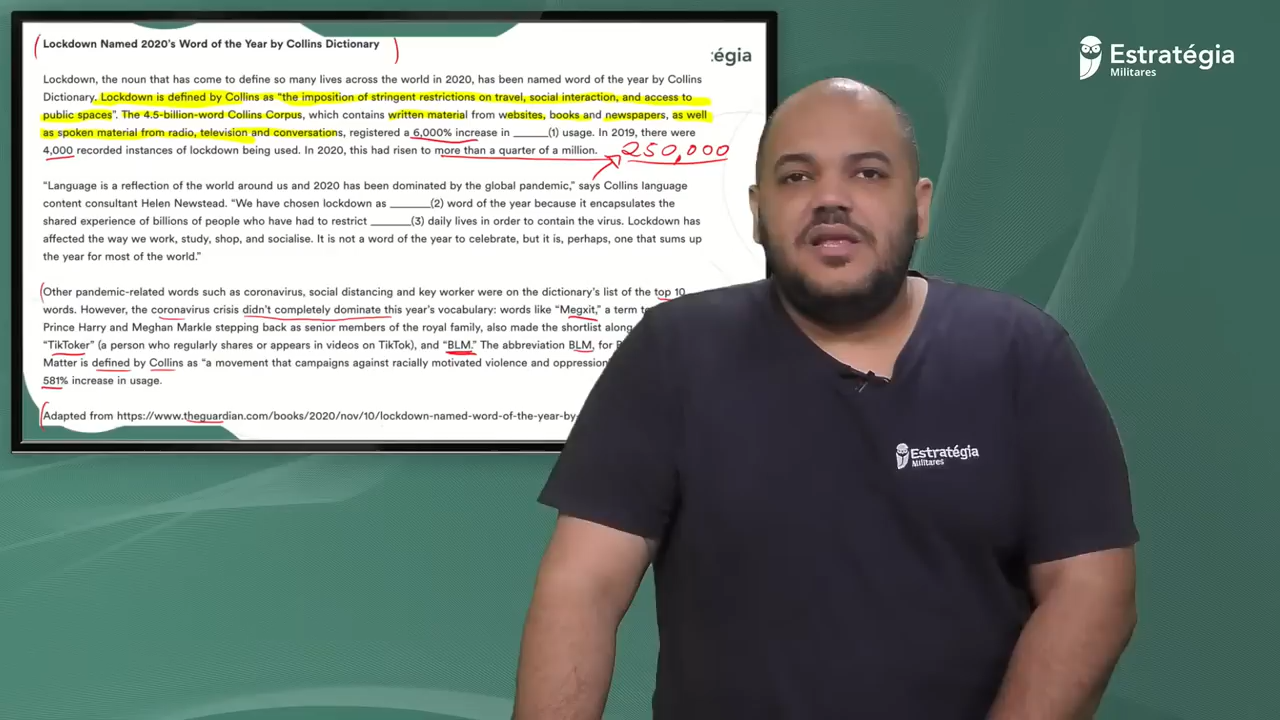 Lockdown Named 2020's Word of the Year by Collins Dictionary
tégia
Lockdown, the noun that has come to define so many lives across the world in 2020, has been named word of the year by Collins
Dictionary. Lockdown is defined by Collins as "the imposition of stringent restrictions on travel, social interaction, and access to
public spaces". The 4.5-billion-word Collins Corpus, which contains written material from websites, books and newspapers, as well
as spoken material from radio, television and conversations, registered a 6,000% increase in ______(1) usage. In 2019, there were
4,000 recorded instances of lockdown being used. In 2020, this had risen to more than a quarter of a million. 250,000
"Language is a reflection of the world around us and 2020 has been dominated by the global pandemic," says Collins language
content consultant Helen Newstead. "We have chosen lockdown as ______(2) word of the year because it encapsulates the
shared experience of billions of people who have had to restrict ______(3) daily lives in order to contain the virus. Lockdown has
affected the way we work, study, shop, and socialise. It is not a word of the year to celebrate, but it is, perhaps, one that sums up
the year for most of the world."
Other pandemic-related words such as coronavirus, social distancing and key worker were on the dictionary's list of the top 10
words. However, the coronavirus crisis didn't completely dominate this year's vocabulary: words like "Megxit," a term
Prince Harry and Meghan Markle stepping back as senior members of the royal family, also made the shortlist along
"TikToker" (a person who regularly shares or appears in videos on TikTok), and "BLM." The abbreviation BLM, for
Matter is defined by Collins as "a movement that campaigns against racially motivated violence and oppression
581% increase in usage.
Adapted from https://www.theguardian.com/books/2020/nov/10/lockdown-named-word-of-the-year-by-
Estratégia
Militares
Estratégia
Militares